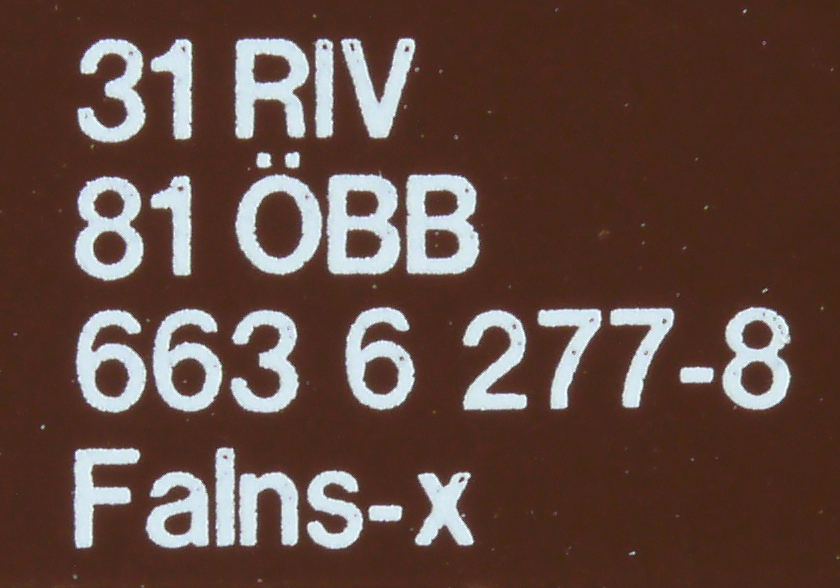 31 RIV
81 ÖBB
663 6 277-8
Falns-x